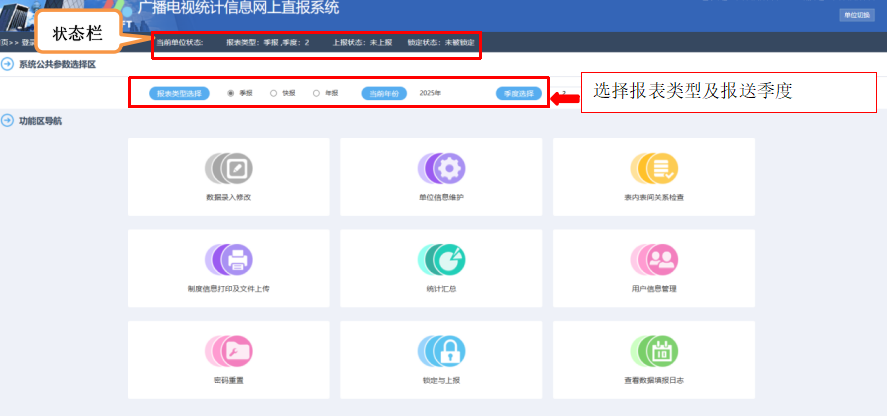 广播电视统计信息网上直报系统
单位切换
状态栏
页>> 登录
当前单位状态: 报表类型: 季报 ,季度: 2 上报状态: 未上报 锁定状态: 未被锁定
系统公共参数选择区
报表类型选择 季报 快报 年报 当前年份 2025年 季度选择 2
选择报表类型及报送季度
功能区导航
数据录入修改 单位信息维护 表内表间关系检查
制度信息打印及文件上传 统计汇总 用户信息管理
密码重置 锁定与上报 查看数据填报日志